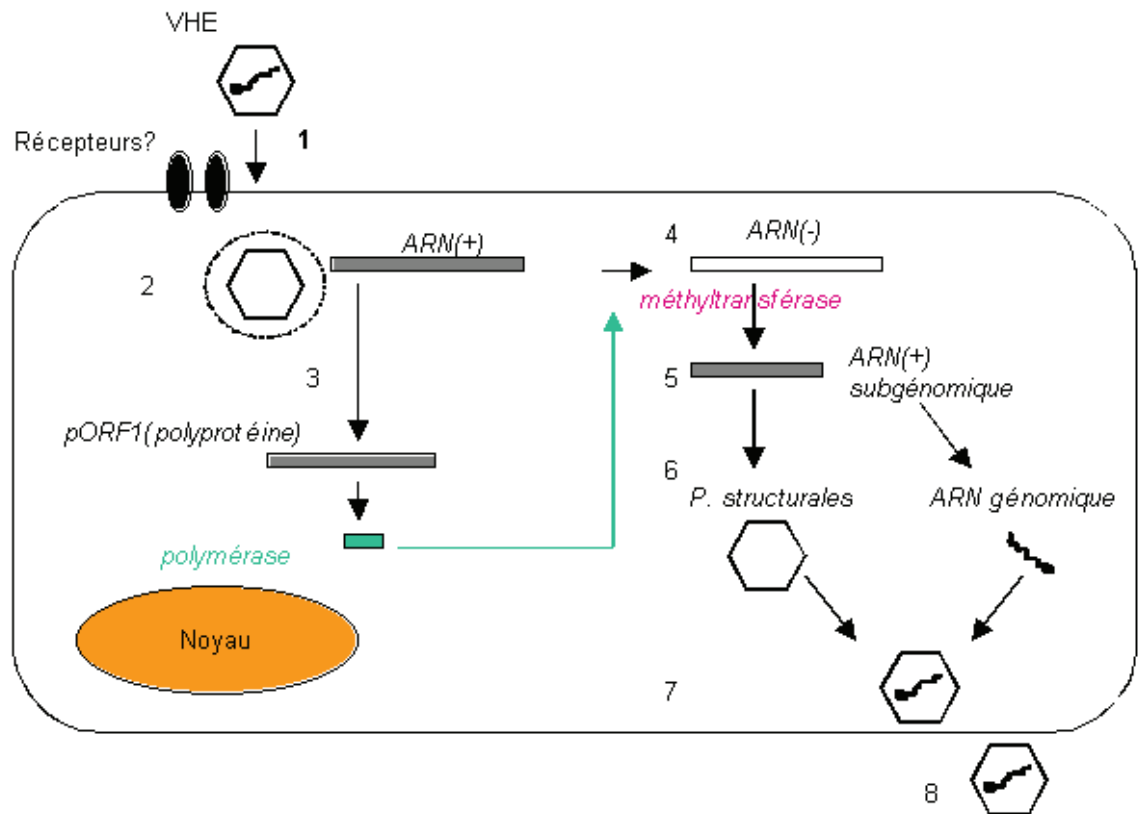 VHE
Récepteurs?
1
2
ARN(+)
4
ARN(-)
méthyltransférase
3
5
ARN(+)
subgénomique
pORF1(polyprotéine)
6
P. structurales
ARN génomique
polymérase
Noyau
7
8